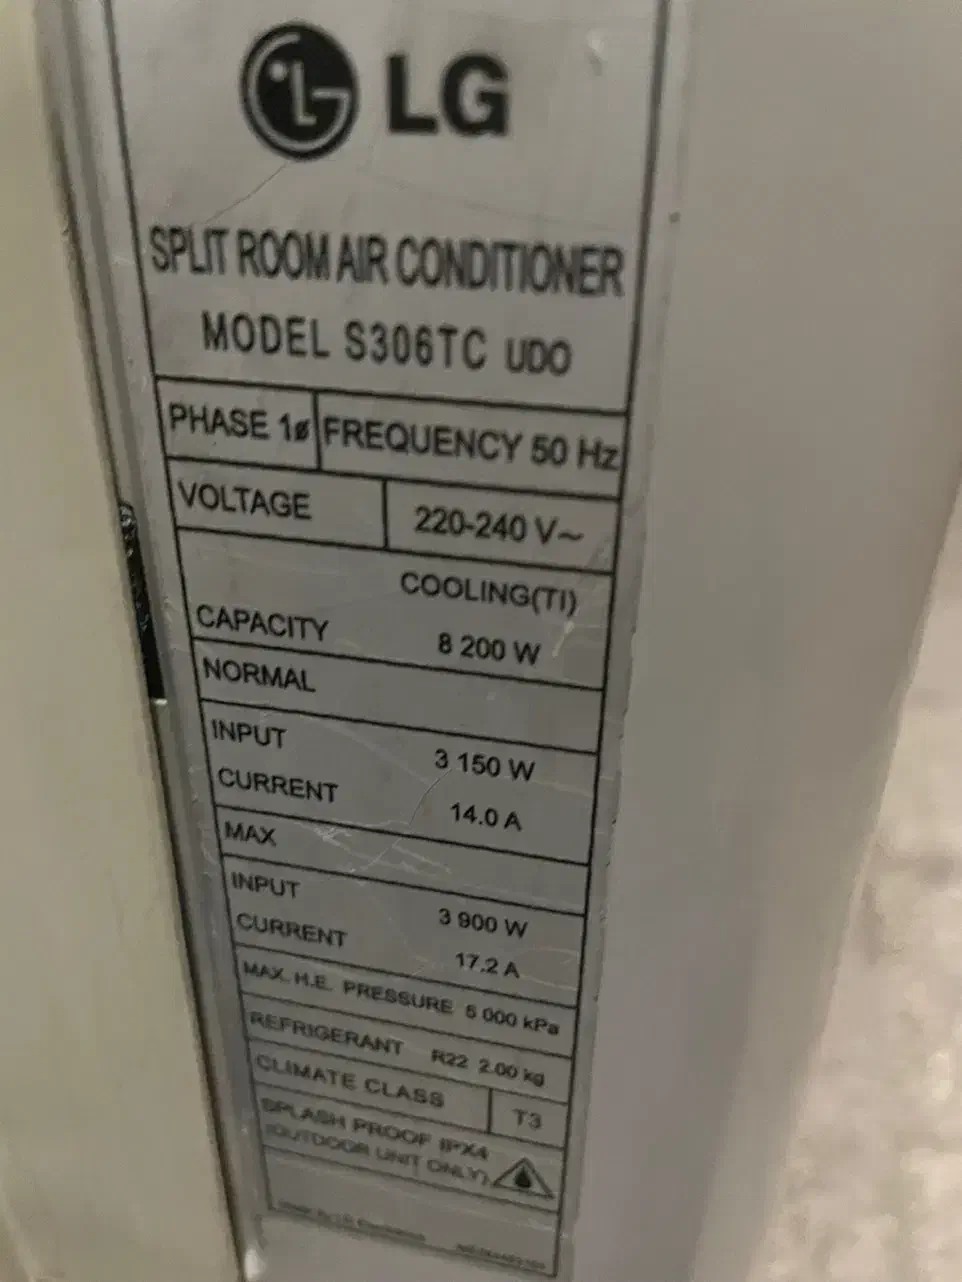 LG
SPLIT ROOM AIR CONDITIONER
MODEL S306TC UDO
PHASE 1ø FREQUENCY 50 Hz
VOLTAGE 220-240 V~
COOLING(TI)
CAPACITY 8 200 W
NORMAL
INPUT 3 150 W
CURRENT 14.0 A
MAX
INPUT 3 900 W
CURRENT 17.2 A
MAX. H.E. PRESSURE 5 000 kPa
REFRIGERANT R22 2.00 kg
CLIMATE CLASS T3
SPLASH PROOF IPX4
(OUTDOOR UNIT ONLY)